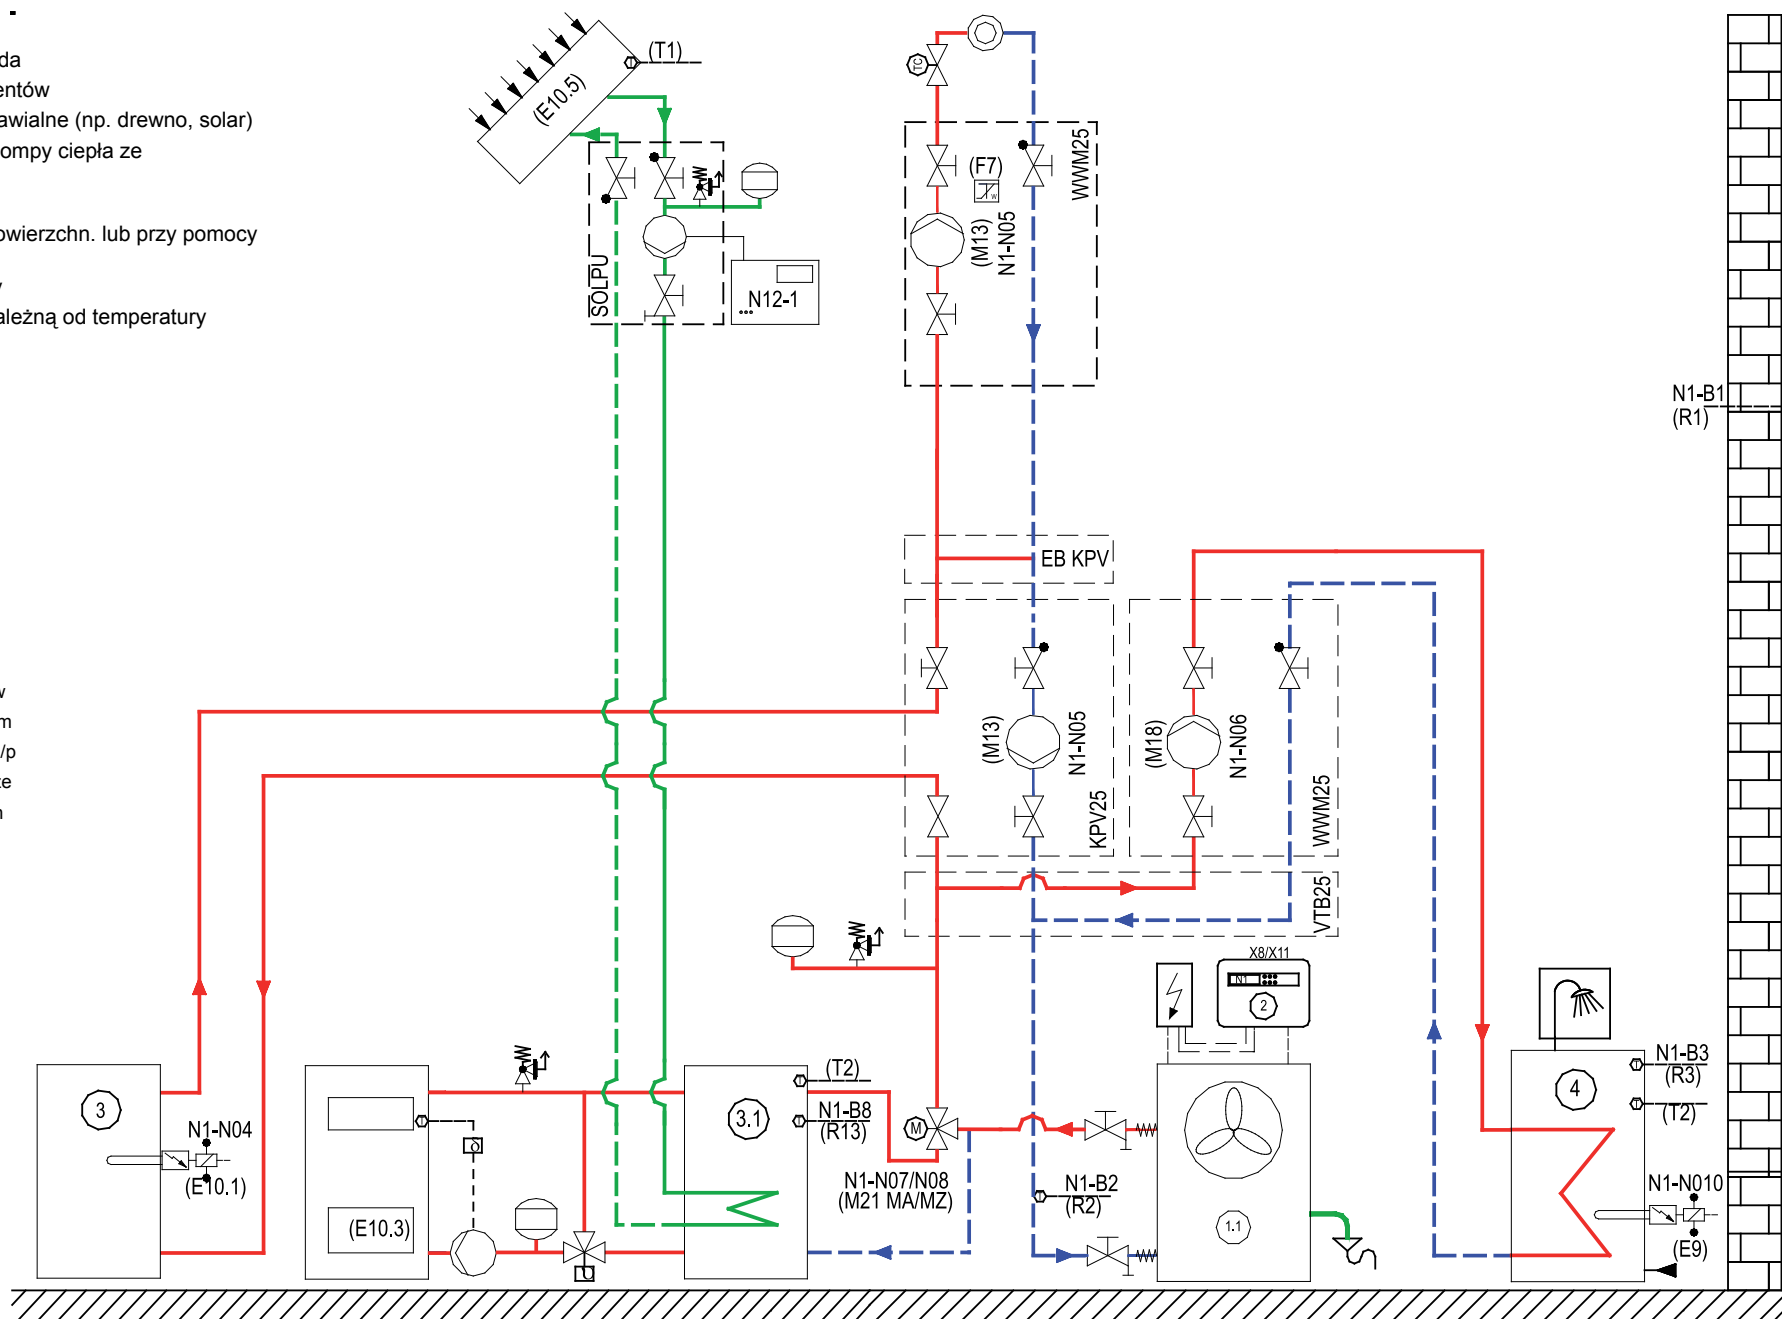 -
da
entów
awialne (np. drewno, solar)
ompy ciepła ze
owierzchn. lub przy pomocy
ależną od temperatury
m
/p
że
(T1)
(E10.5)
SOLPU
N12-1
TC
(F7)
W
(M13)
N1-N05
WWM25
N1-B1
(R1)
EB KPV
(M13)
N1-N05
KPV25
(M18)
N1-N06
WWM25
VTB25
X8/X11
N1
2
3
N1-N04
(E10.1)
(E10.3)
3.1
(T2)
N1-B8
(R13)
M
N1-N07/N08
(M21 MA/MZ)
N1-B2
(R2)
1.1
4
N1-B3
(R3)
(T2)
N1-N010
(E9)